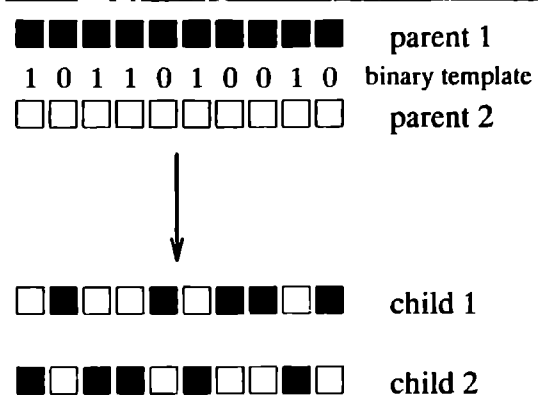 parent 1
1 0 1 1 0 1 0 0 1 0 binary template
parent 2
child 1
child 2